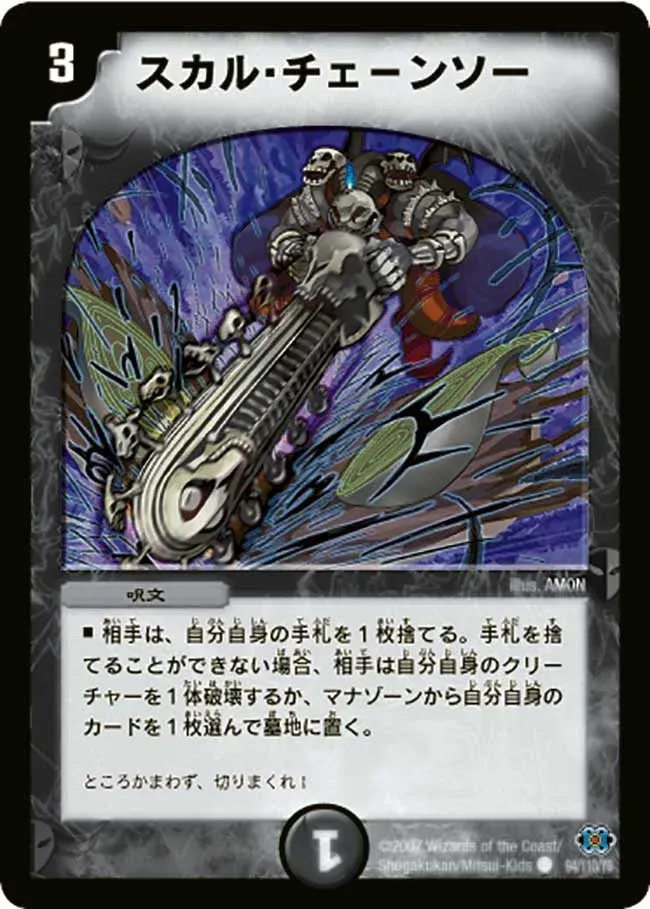 3
スカル・チェーンソー
illus. AMON
呪文
■ 相手は、自分自身の手札を1枚捨てる。手札を捨
てることができない場合、相手は自分自身のクリー
チャーを1体破壊するか、マナゾーンから自分自身の
カードを1枚選んで墓地に置く。
ところかまわず、切りまくれ！
1
©2007 Wizards of the Coast/
Shogakukan/Mitsui-Kids
94/110/Y6